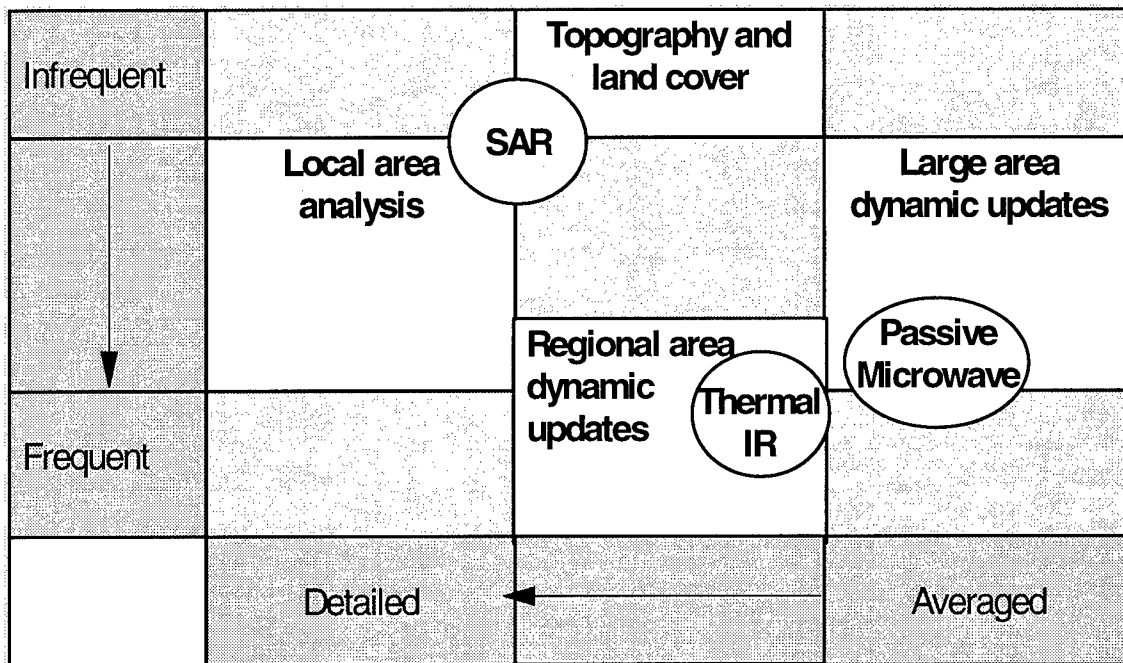 Infrequent
Topography and
land cover
SAR
Local area
analysis
Large area
dynamic updates
Regional area
dynamic
updates
Thermal
IR
Passive
Microwave
Frequent
Detailed
Averaged